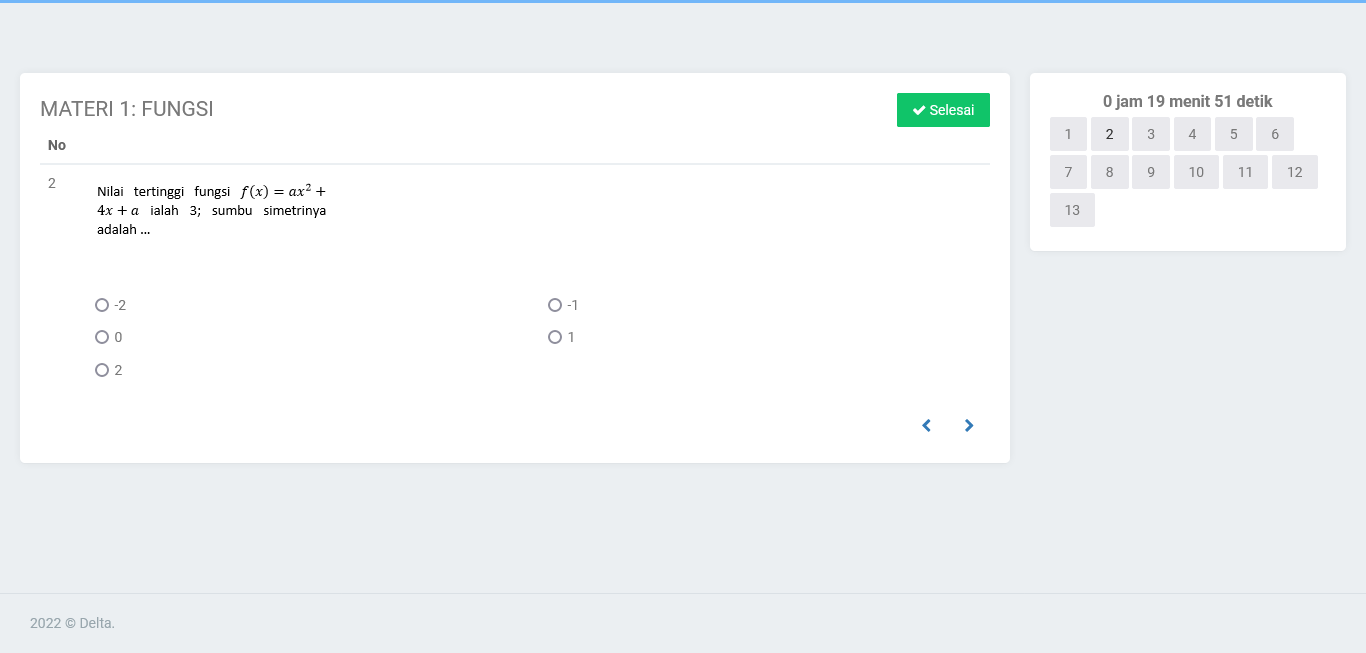 MATERI 1: FUNGSI
Selesai
No
2
Nilai tertinggi fungsi f(x) = ax² +
4x + a ialah 3; sumbu simetrinya
adalah ...
-2
-1
0
1
2
0 jam 19 menit 51 detik
1 2 3 4 5 6
7 8 9 10 11 12
13
2022 © Delta.